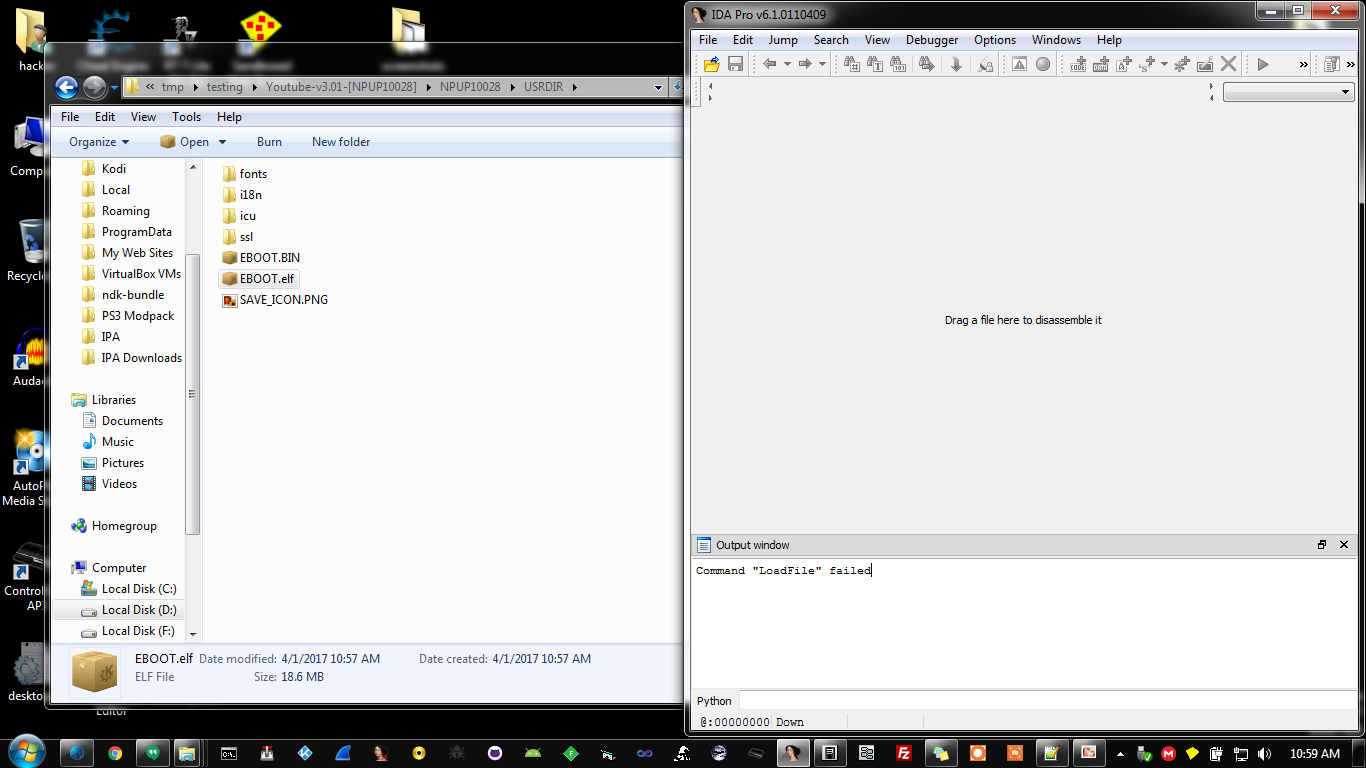 hack
Comp
Recycl
Auda
AutoP
Media S
Control
AP
deskto
Editor
« tmp testing Youtube-v3.01-[NPUP10028] NPUP10028 USRDIR
File Edit View Tools Help
Organize Open Burn New folder
Kodi
Local
Roaming
ProgramData
My Web Sites
VirtualBox VMs
ndk-bundle
PS3 Modpack
IPA
IPA Downloads
Libraries
Documents
Music
Pictures
Videos
Homegroup
Computer
Local Disk (C:)
Local Disk (D:)
Local Disk (F:)
fonts
i18n
icu
ssl
EBOOT.BIN
EBOOT.elf
SAVE_ICON.PNG
EBOOT.elf Date modified: 4/1/2017 10:57 AM Date created: 4/1/2017 10:57 AM
ELF File Size: 18.6 MB
IDA Pro v6.1.0110409
File Edit Jump Search View Debugger Options Windows Help
Drag a file here to disassemble it
Output window
Command "LoadFile" failed
Python
@:00000000 Down
10:59 AM